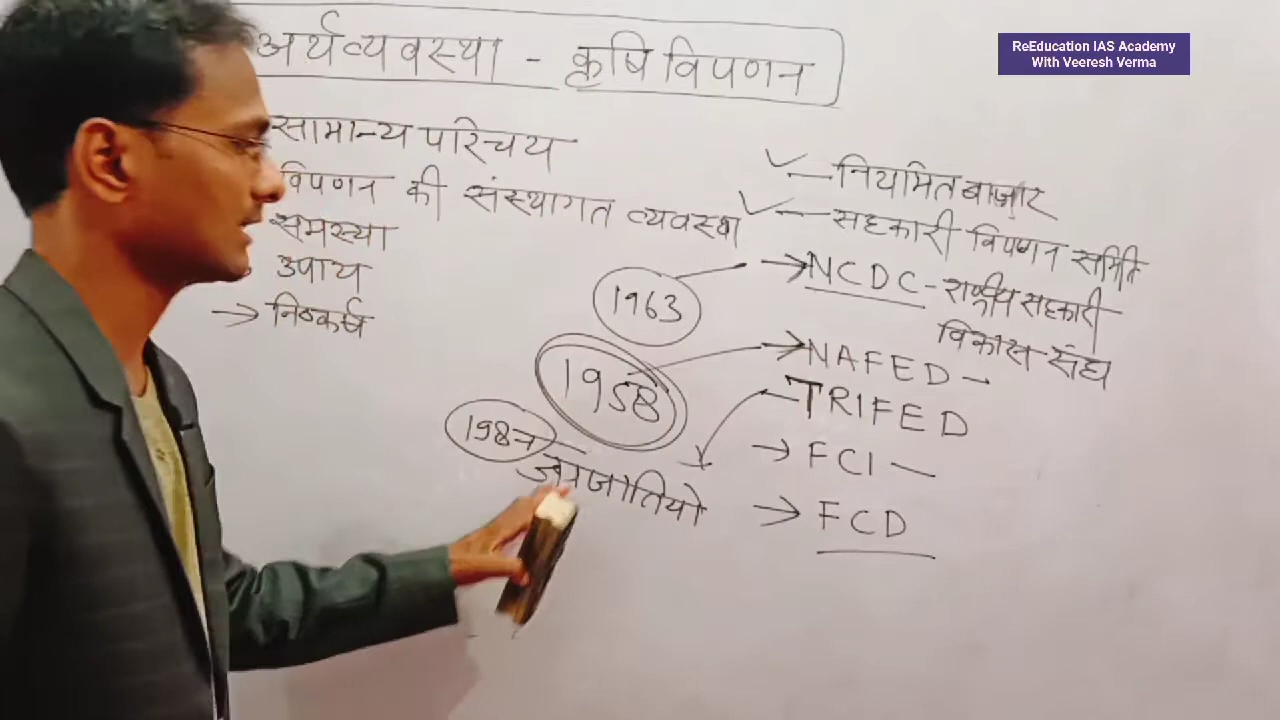 अर्थव्यवस्था - कृषि विपणन
ReEducation IAS Academy
With Veeresh Verma
सामान्य परिचय
विपणन की संस्थागत व्यवस्था
समस्या
उपाय
→ निष्कर्ष
✓ – नियमित बाज़ार
✓ – सहकारी विपणन समिति
1963 → NCDC - राष्ट्रीय सहकारी
विकास संघ
1958 → NAFED -
TRIFED
1987
जनजातियो
→ FCI –
→ FCD